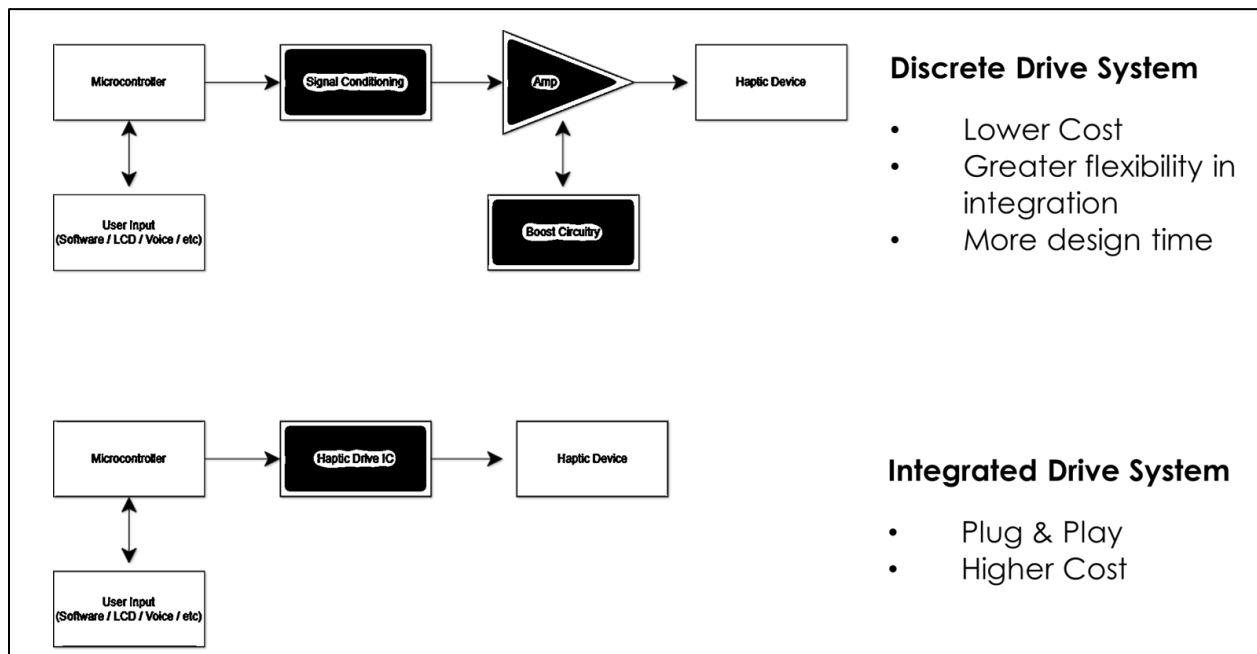 Microcontroller
Signal Conditioning
Amp
Haptic Device
User Input
(Software / LCD / Voice / etc)
Boost Circuitry
Discrete Drive System
• Lower Cost
• Greater flexibility in
integration
• More design time
Microcontroller
Haptic Drive IC
Haptic Device
User Input
(Software / LCD / Voice / etc)
Integrated Drive System
• Plug & Play
• Higher Cost